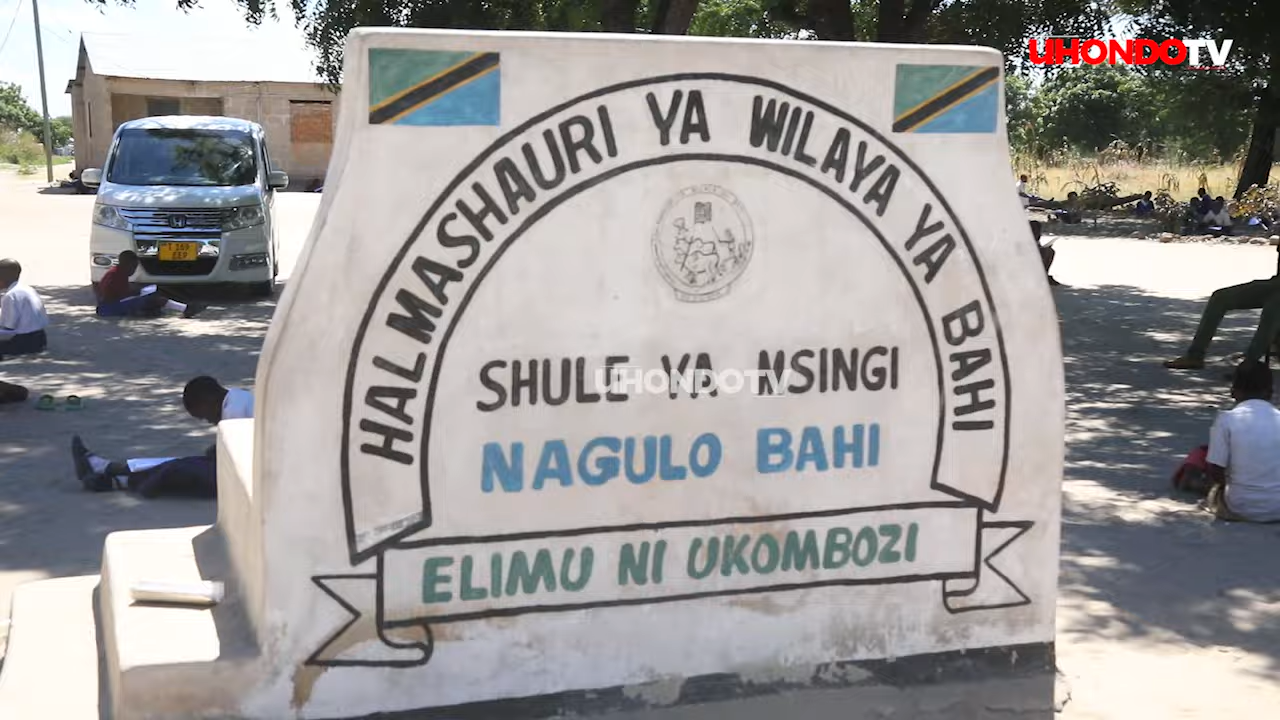 UHONDOTV
HALMASHAURI YA WILAYA YA BAHI
SHULE YA MSINGI
UHONDOTV
NAGULO BAHI
ELIMU NI UKOMBOZI